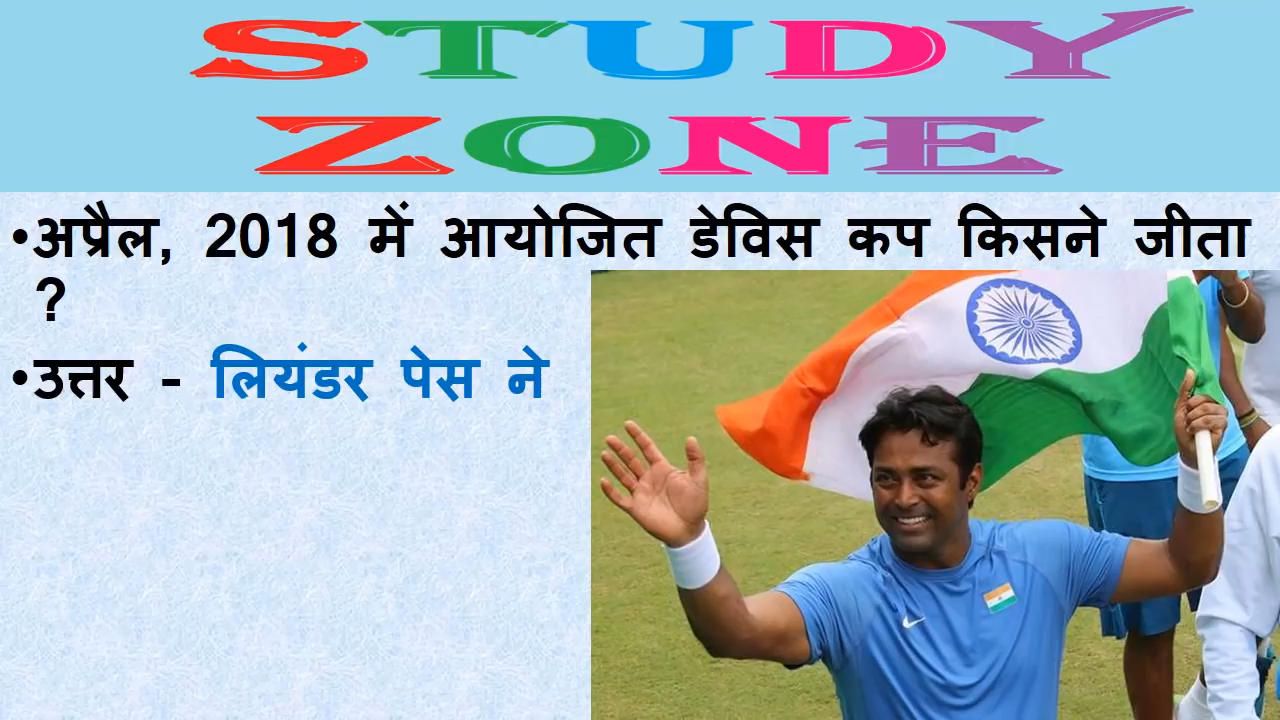 STUDY
ZONE
•अप्रैल, 2018 में आयोजित डेविस कप किसने जीता
?
•उत्तर - लियंडर पेस ने